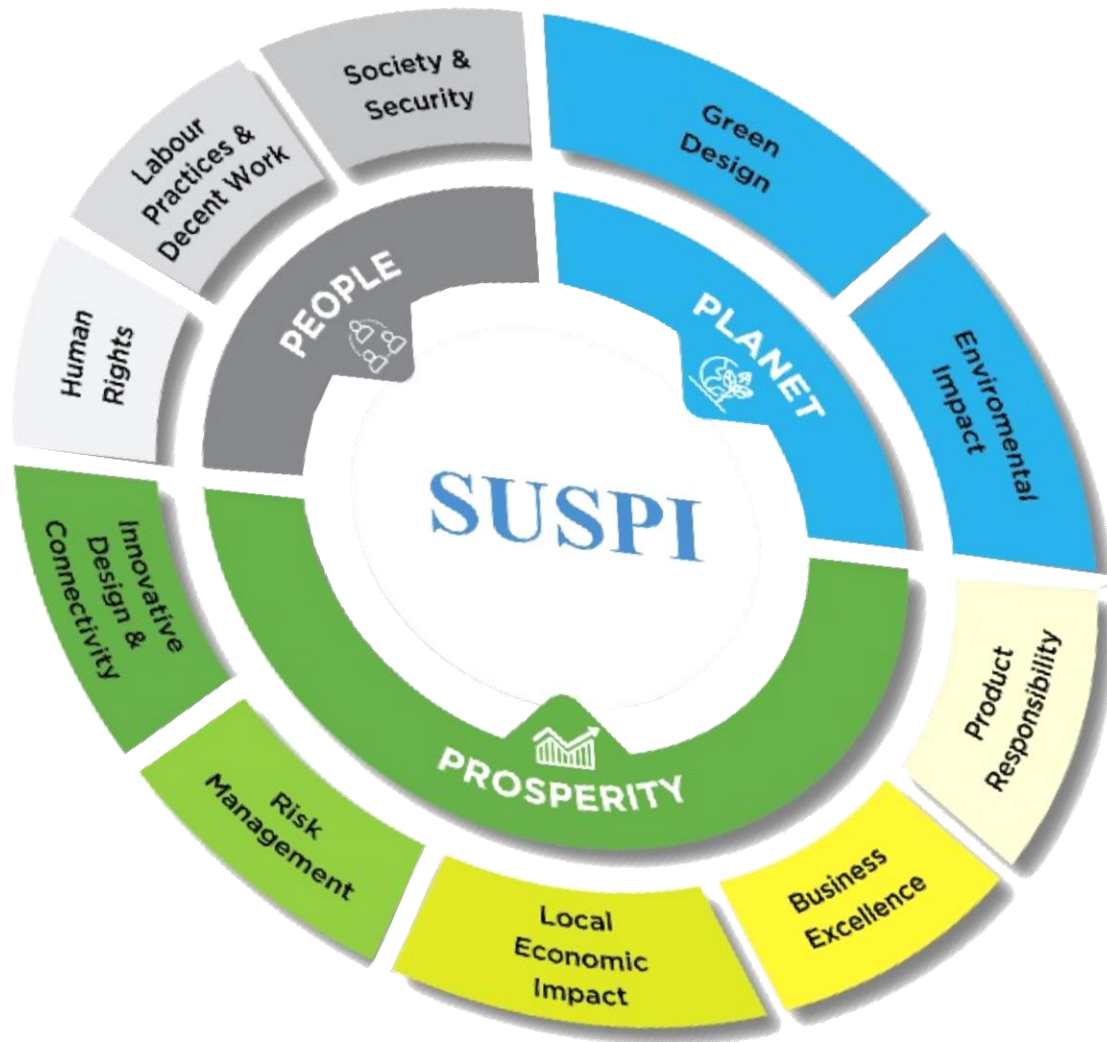 Society &
Security
Green
Design
Labour
Practices &
Decent Work
PEOPLE
PLANET
Enviromental
Impact
Human
Rights
SUSPI
Innovative
Design &
Connectivity
Product
Responsibility
PROSPERITY
Risk
Management
Business
Excellence
Local
Economic
Impact